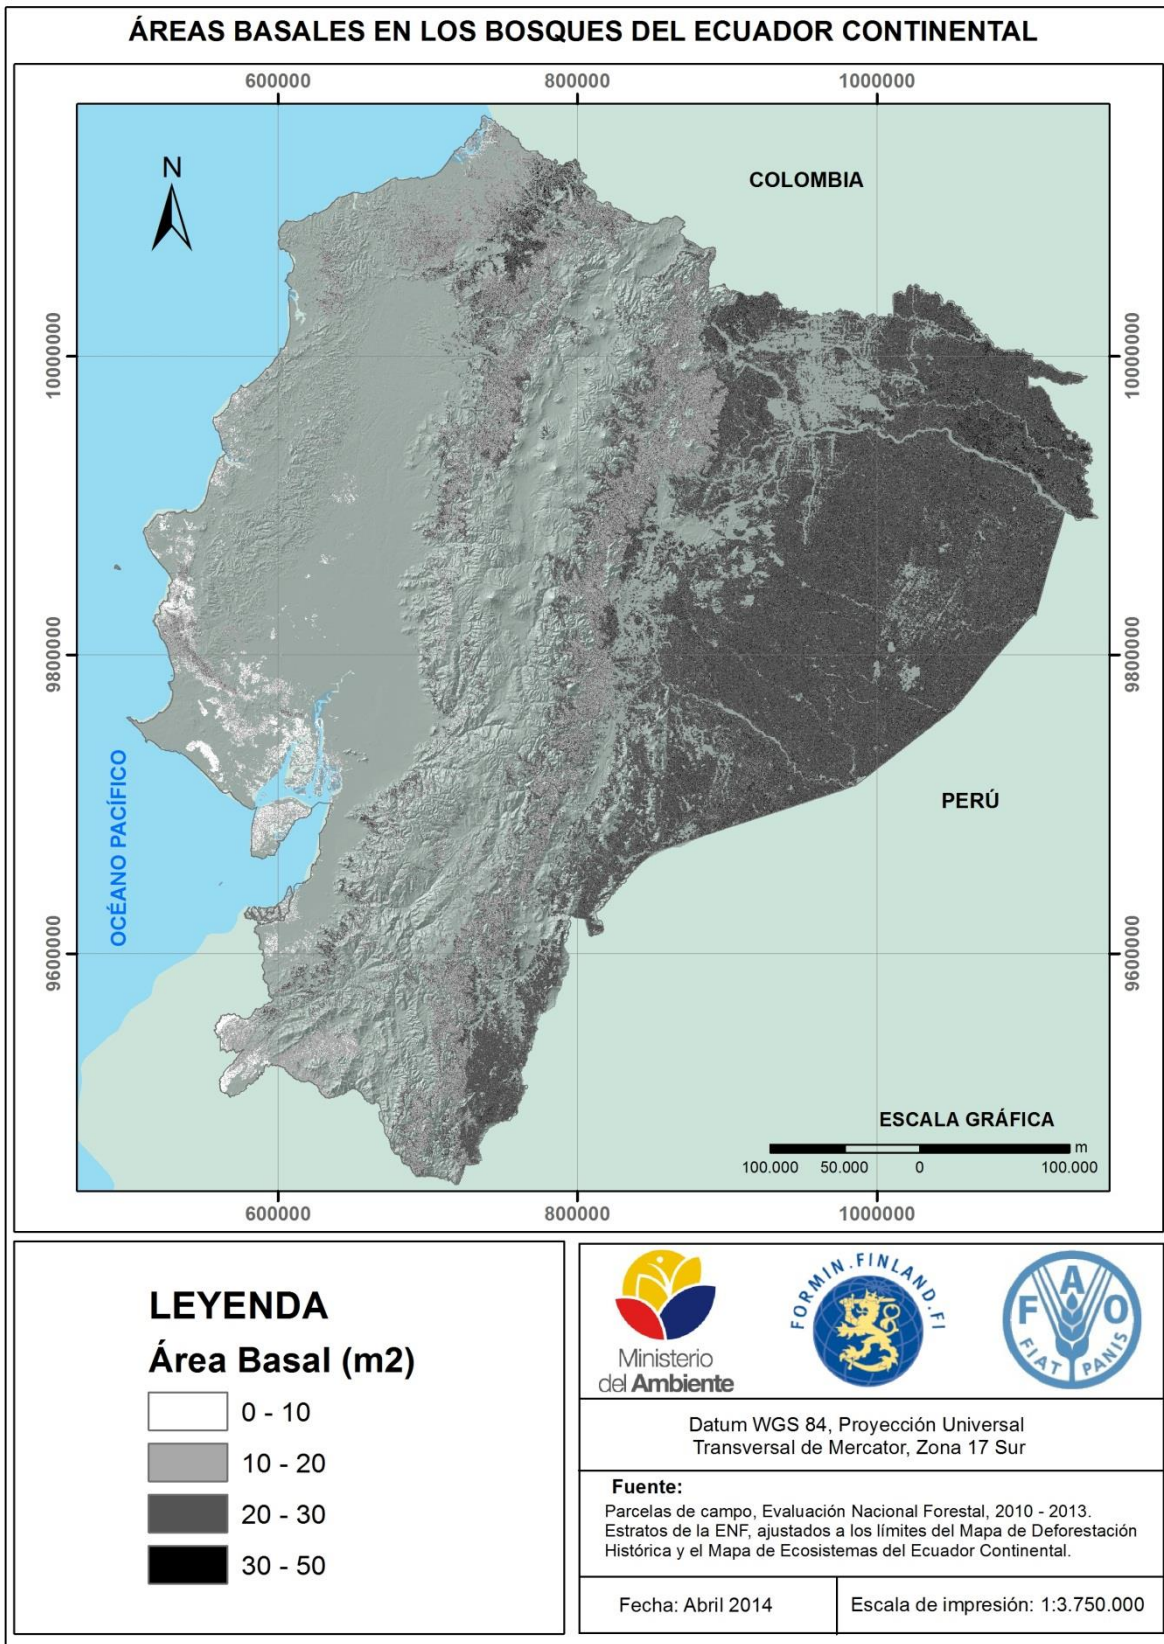 ÁREAS BASALES EN LOS BOSQUES DEL ECUADOR CONTINENTAL
600000
800000
1000000
N
COLOMBIA
10000000
10000000
9800000
9800000
PERÚ
OCÉANO PACÍFICO
9600000
9600000
ESCALA GRÁFICA
m
100.000
50.000
0
100.000
600000
800000
1000000
LEYENDA
Área Basal (m2)
0 - 10
10 - 20
20 - 30
30 - 50
Ministerio
del Ambiente
FORMIN.FINLAND.FI
F A O
FIAT PANIS
Datum WGS 84, Proyección Universal
Transversal de Mercator, Zona 17 Sur
Fuente:
Parcelas de campo, Evaluación Nacional Forestal, 2010 - 2013.
Estratos de la ENF, ajustados a los límites del Mapa de Deforestación
Histórica y el Mapa de Ecosistemas del Ecuador Continental.
Fecha: Abril 2014
Escala de impresión: 1:3.750.000